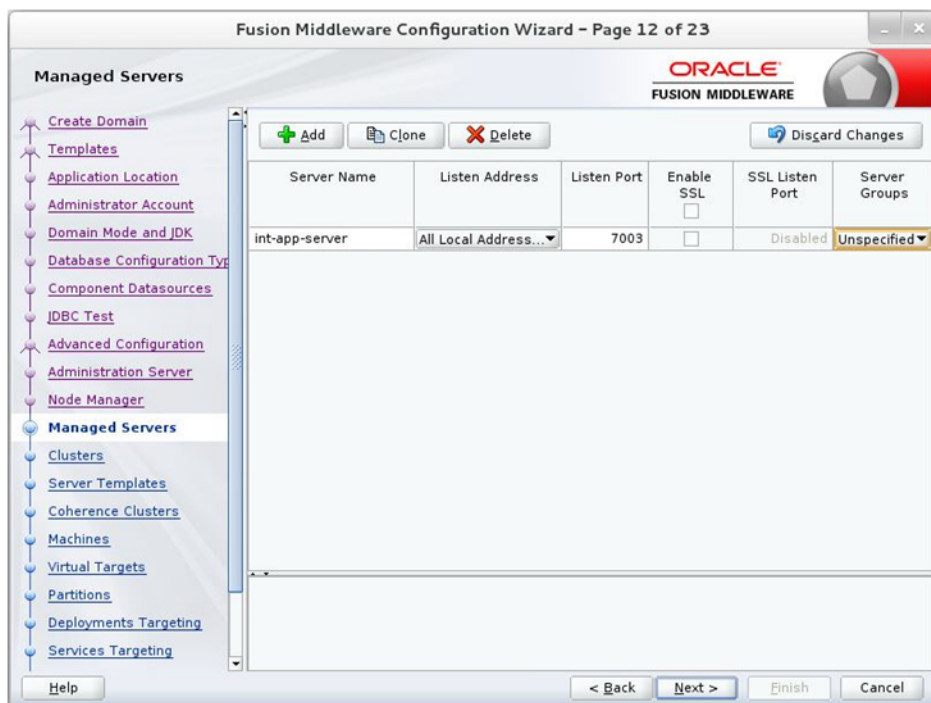 Fusion Middleware Configuration Wizard – Page 12 of 23
Managed Servers
ORACLE
FUSION MIDDLEWARE
Create Domain
Templates
Application Location
Administrator Account
Domain Mode and JDK
Database Configuration Typ
Component Datasources
JDBC Test
Advanced Configuration
Administration Server
Node Manager
Managed Servers
Clusters
Server Templates
Coherence Clusters
Machines
Virtual Targets
Partitions
Deployments Targeting
Services Targeting
Add Clone Delete Discard Changes
Server Name Listen Address Listen Port Enable SSL SSL Listen Port Server Groups
int-app-server All Local Address... 7003 Disabled Unspecified
Help < Back Next > Finish Cancel